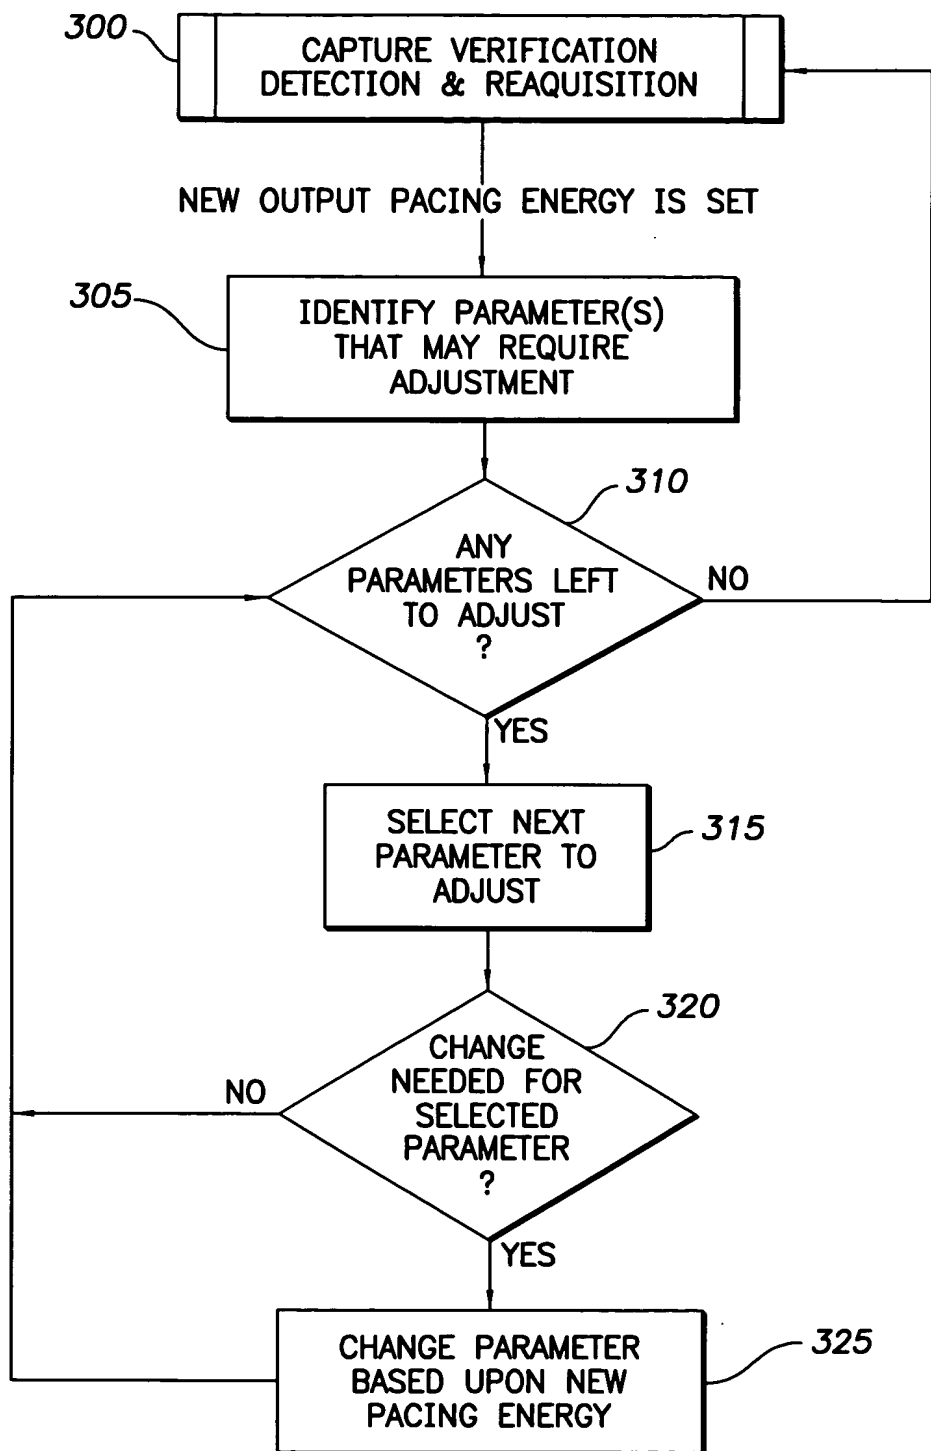 300
CAPTURE VERIFICATION
DETECTION & REAQUISITION
NEW OUTPUT PACING ENERGY IS SET
305
IDENTIFY PARAMETER(S)
THAT MAY REQUIRE
ADJUSTMENT
310
ANY
PARAMETERS LEFT
TO ADJUST
?
NO
YES
315
SELECT NEXT
PARAMETER TO
ADJUST
320
CHANGE
NEEDED FOR
SELECTED
PARAMETER
?
NO
YES
325
CHANGE PARAMETER
BASED UPON NEW
PACING ENERGY